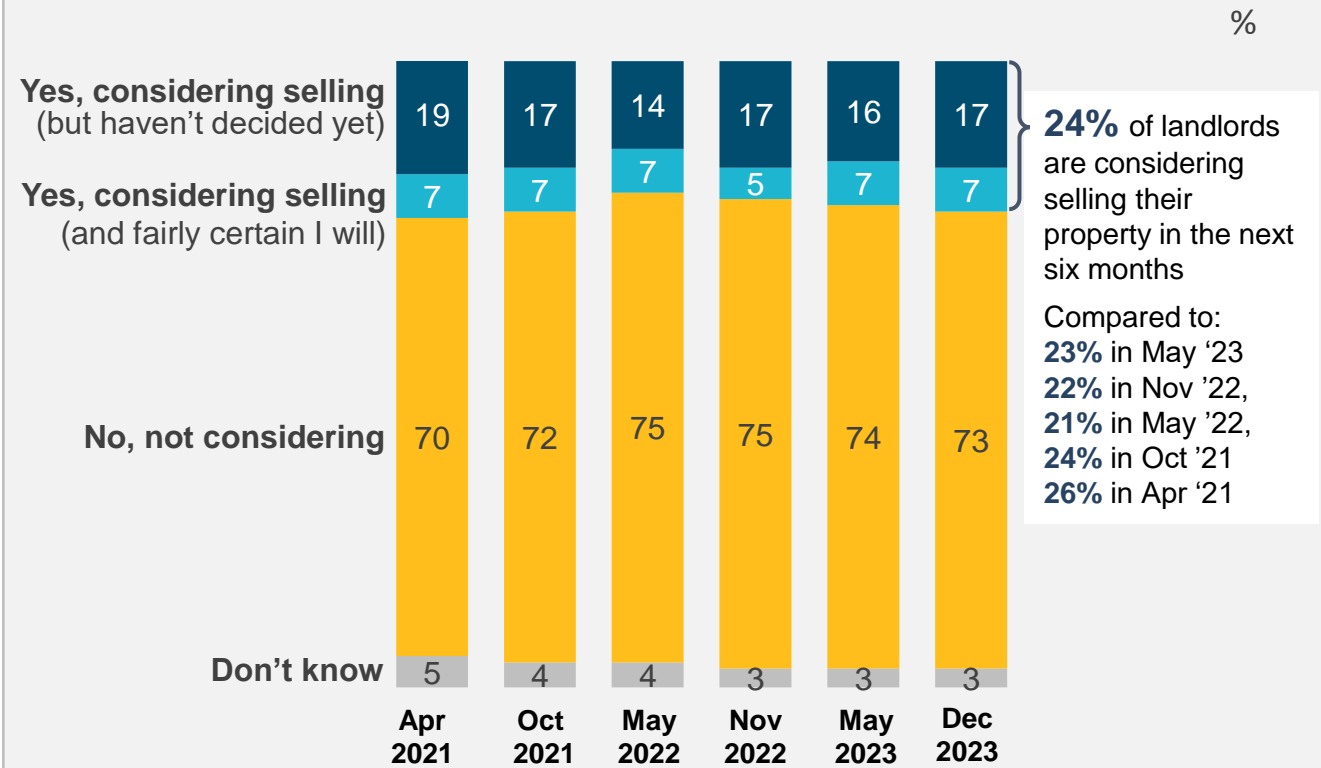 %
Yes, considering selling
(but haven't decided yet)
19 17 14 17 16 17
Yes, considering selling
(and fairly certain I will)
7 7 7 5 7 7
No, not considering
70 72 75 75 74 73
Don't know
5 4 4 3 3 3
Apr Oct May Nov May Dec
2021 2021 2022 2022 2023 2023
24% of landlords
are considering
selling their
property in the next
six months
Compared to:
23% in May ‘23
22% in Nov ’22,
21% in May ’22,
24% in Oct ’21
26% in Apr ‘21